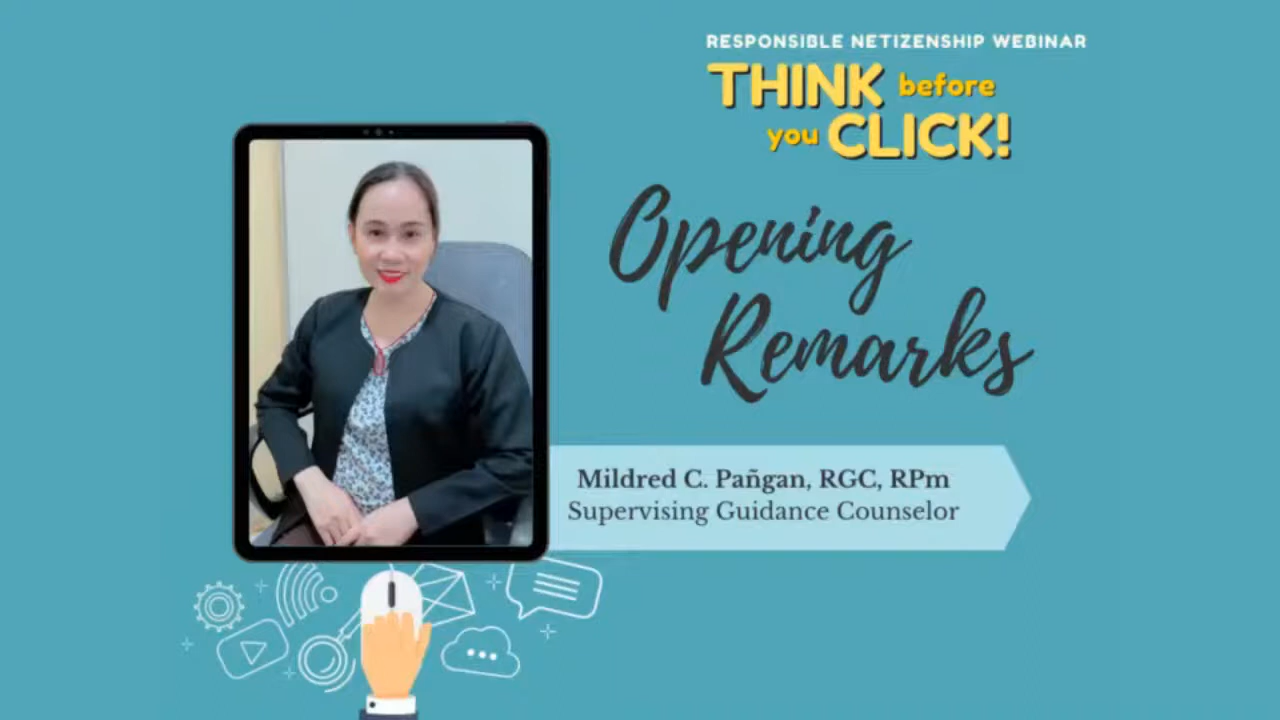 RESPONSIBLE NETIZENSHIP WEBINAR
THINK before
you CLICK!
Opening
Remarks
Mildred C. Pañgan, RGC, RPm
Supervising Guidance Counselor